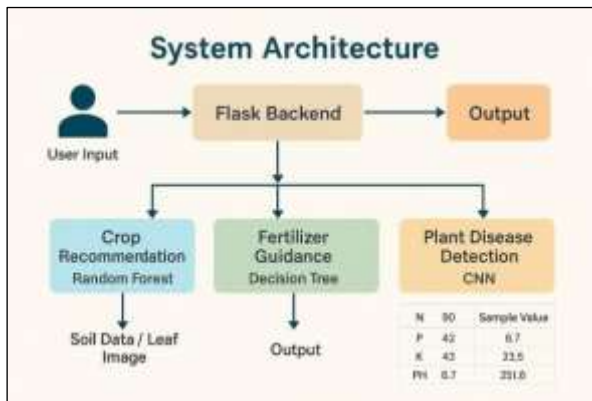 System Architecture
Flask Backend
Output
User Input
Crop
Recommendation
Random Forest
Fertilizer
Guidance
Decision Tree
Plant Disease
Detection
CNN
Soil Data / Leaf
Image
Output
N 90 Sample Value
P 42 6.7
K 43 23.5
PH 6.7